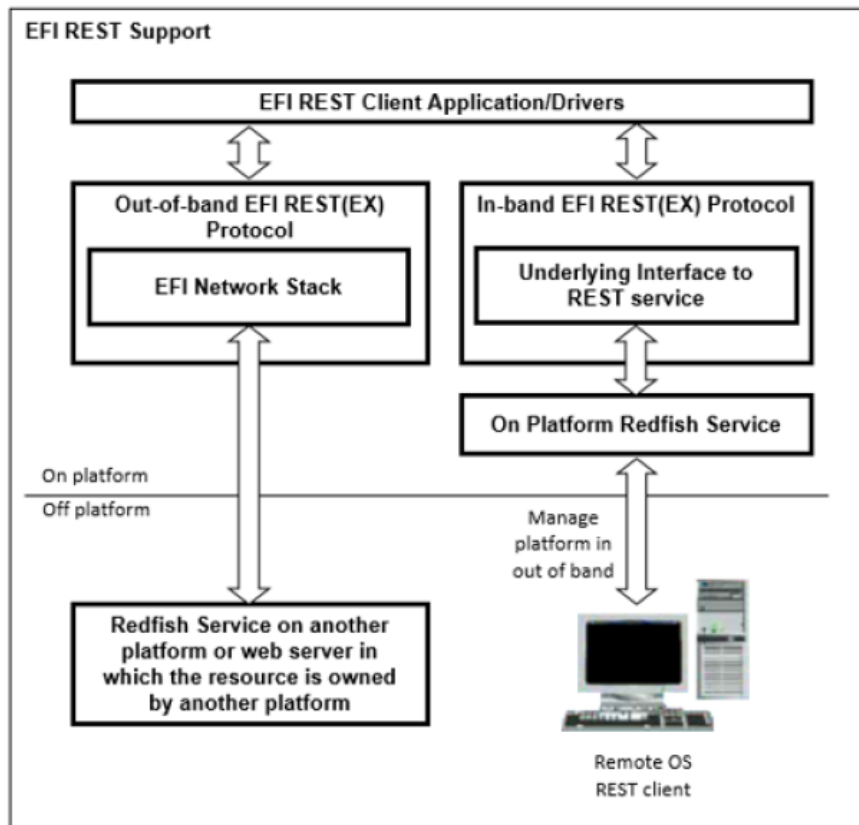 EFI REST Support
EFI REST Client Application/Drivers
Out-of-band EFI REST(EX)
Protocol
EFI Network Stack
In-band EFI REST(EX) Protocol
Underlying Interface to
REST service
On Platform Redfish Service
On platform
Off platform
Manage
platform in
out of band
Redfish Service on another
platform or web server in
which the resource is owned
by another platform
Remote OS
REST client